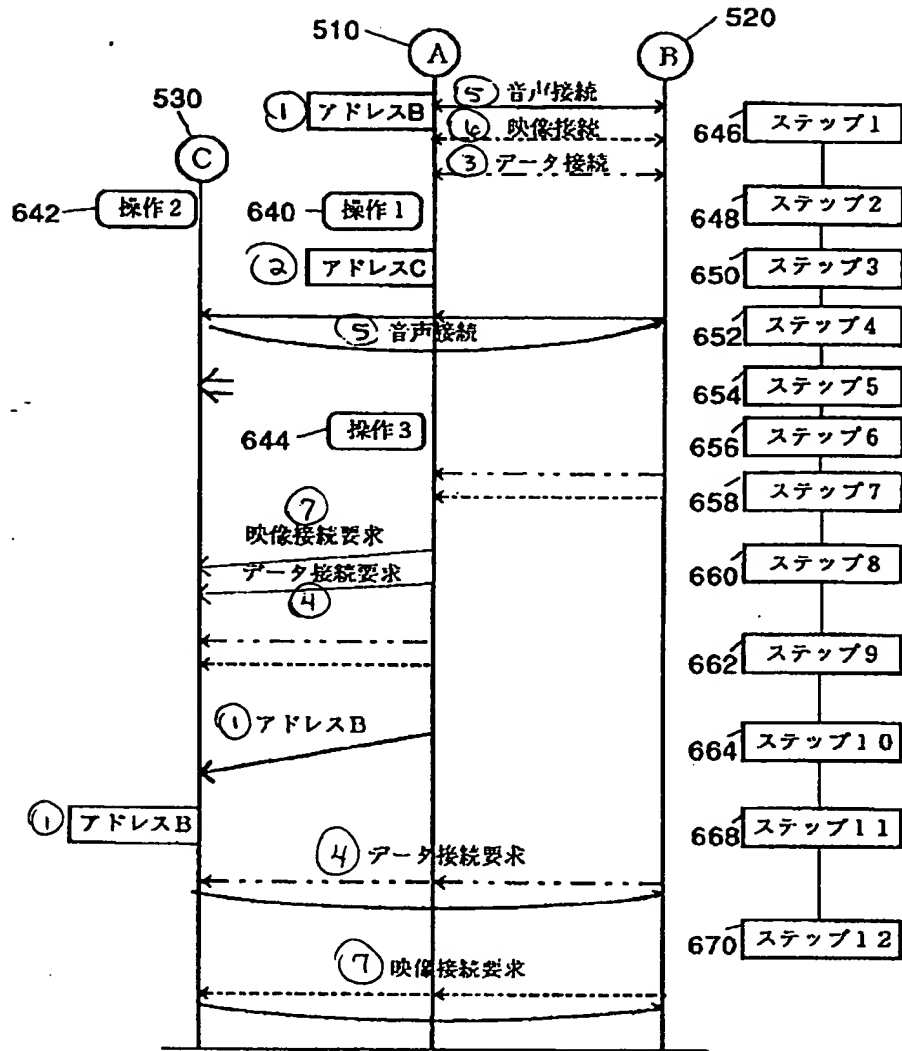 510
A
520
B
530
C
① アドレスB
⑤ 音声接続
⑥ 映像接続
③ データ接続
646
ステップ1
642
操作2
640
操作1
648
ステップ2
② アドレスC
650
ステップ3
⑤ 音声接続
652
ステップ4
654
ステップ5
644
操作3
656
ステップ6
658
ステップ7
⑦
映像接続要求
データ接続要求
④
660
ステップ8
662
ステップ9
① アドレスB
664
ステップ10
① アドレスB
668
ステップ11
④ データ接続要求
670
ステップ12
⑦ 映像接続要求